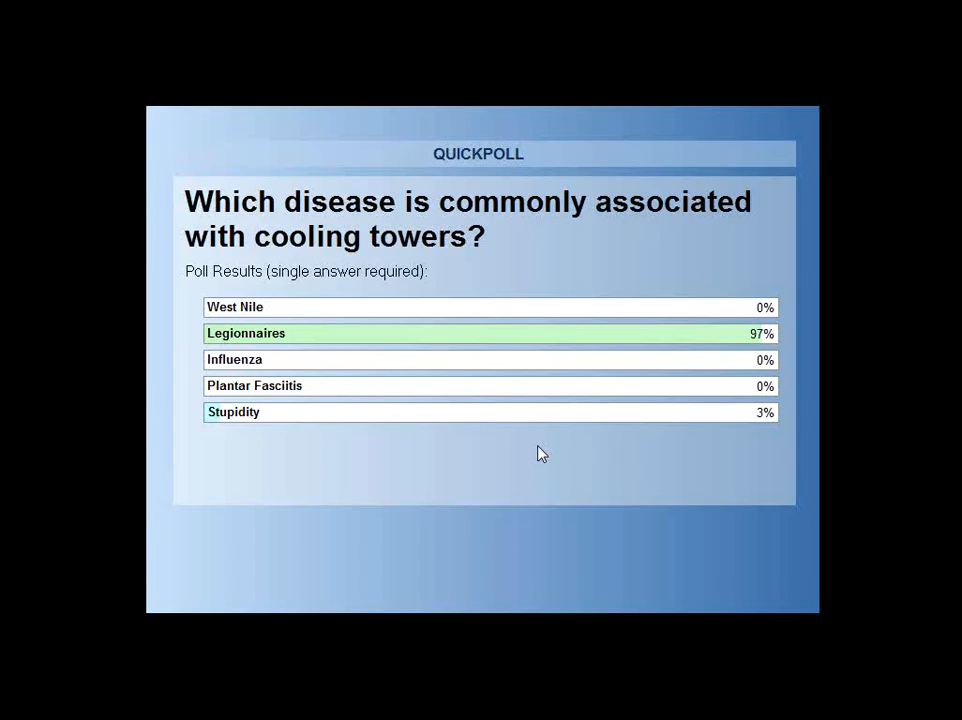 QUICKPOLL
Which disease is commonly associated
with cooling towers?
Poll Results (single answer required):
West Nile 0%
Legionnaires 97%
Influenza 0%
Plantar Fasciitis 0%
Stupidity 3%